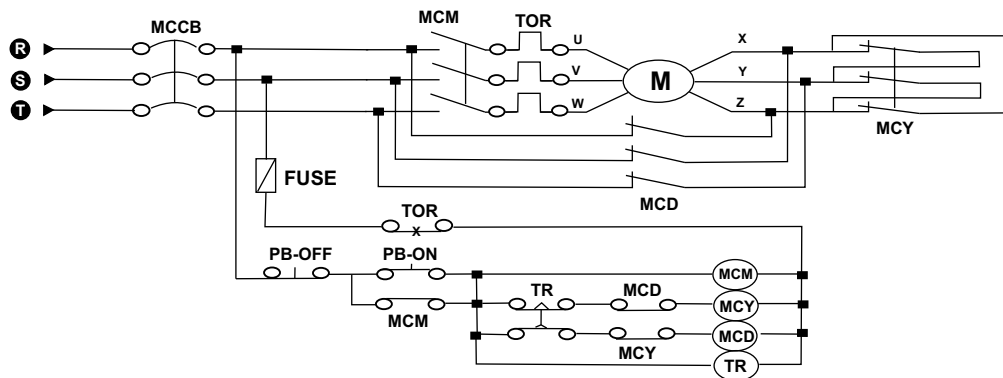 MCCB
MCM
TOR
R
S
T
U
V
W
M
X
Y
Z
MCY
MCD
FUSE
TOR
X
PB-OFF
PB-ON
MCM
MCM
TR
MCD
MCY
MCY
MCD
TR